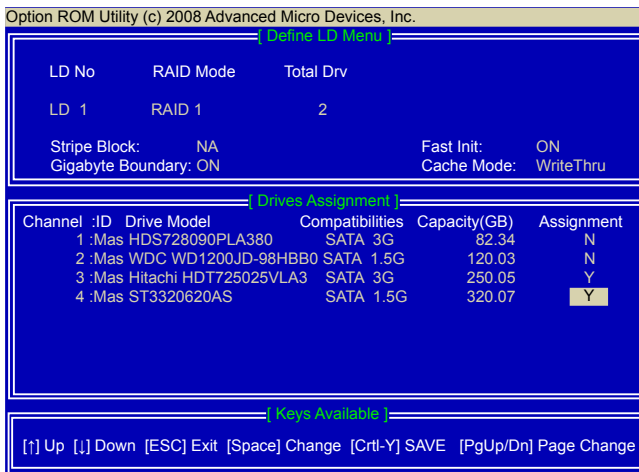 Option ROM Utility (c) 2008 Advanced Micro Devices, Inc.
[ Define LD Menu ]
LD No RAID Mode Total Drv
LD 1 RAID 1 2
Stripe Block: NA Fast Init: ON
Gigabyte Boundary: ON Cache Mode: WriteThru
[ Drives Assignment ]
Channel :ID Drive Model Compatibilities Capacity(GB) Assignment
1 :Mas HDS728090PLA380 SATA 3G 82.34 N
2 :Mas WDC WD1200JD-98HBB0 SATA 1.5G 120.03 N
3 :Mas Hitachi HDT725025VLA3 SATA 3G 250.05 Y
4 :Mas ST3320620AS SATA 1.5G 320.07 Y
[ Keys Available ]
[↑] Up [↓] Down [ESC] Exit [Space] Change [Crtl-Y] SAVE [PgUp/Dn] Page Change